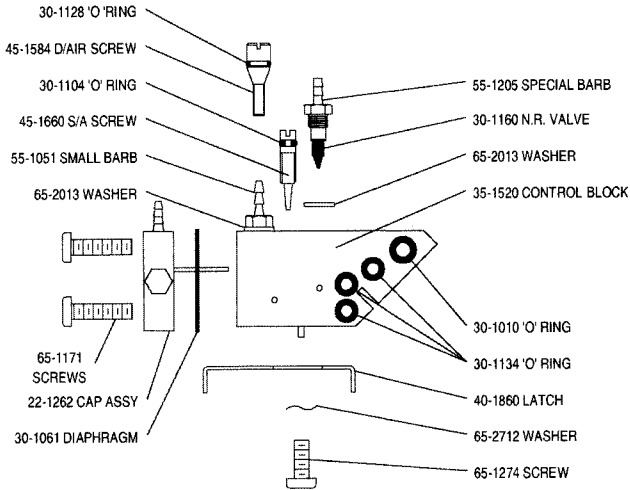 30-1128 'O 'RING
45-1584 D/AIR SCREW
30-1104 'O' RING
45-1660 S/A SCREW
55-1051 SMALL BARB
65-2013 WASHER
55-1205 SPECIAL BARB
30-1160 N.R. VALVE
65-2013 WASHER
35-1520 CONTROL BLOCK
65-1171
SCREWS
22-1262 CAP ASSY
30-1061 DIAPHRAGM
30-1010 'O' RING
30-1134 'O' RING
40-1860 LATCH
65-2712 WASHER
65-1274 SCREW